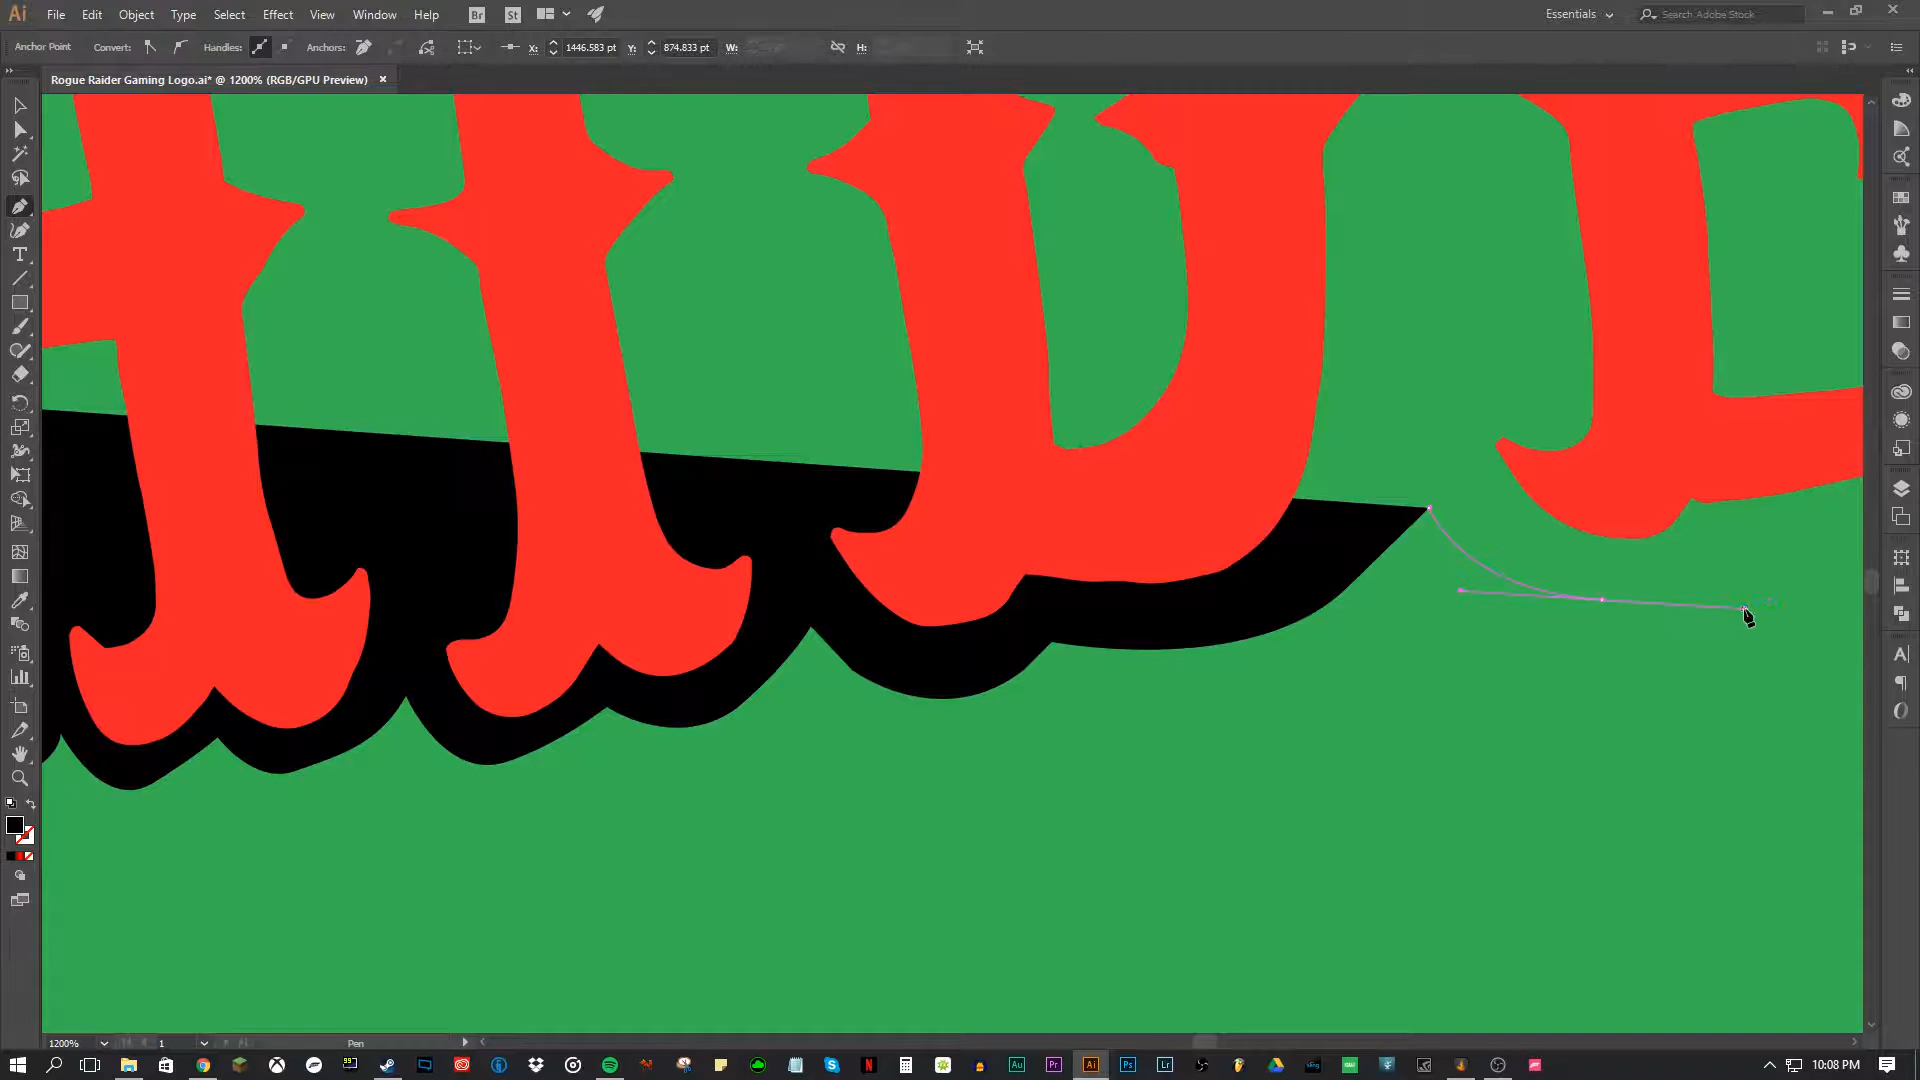 Ai File Edit Object Type Select Effect View Window Help Br St Essentials Search Adobe Stock
Anchor Point Convert: Handles: Anchors: X: 1446.583 pt Y: 874.833 pt W: H:
Rogue Raider Gaming Logo.ai* @ 1200% (RGB/GPU Preview) ×
1200% 1 Pen
10:08 PM